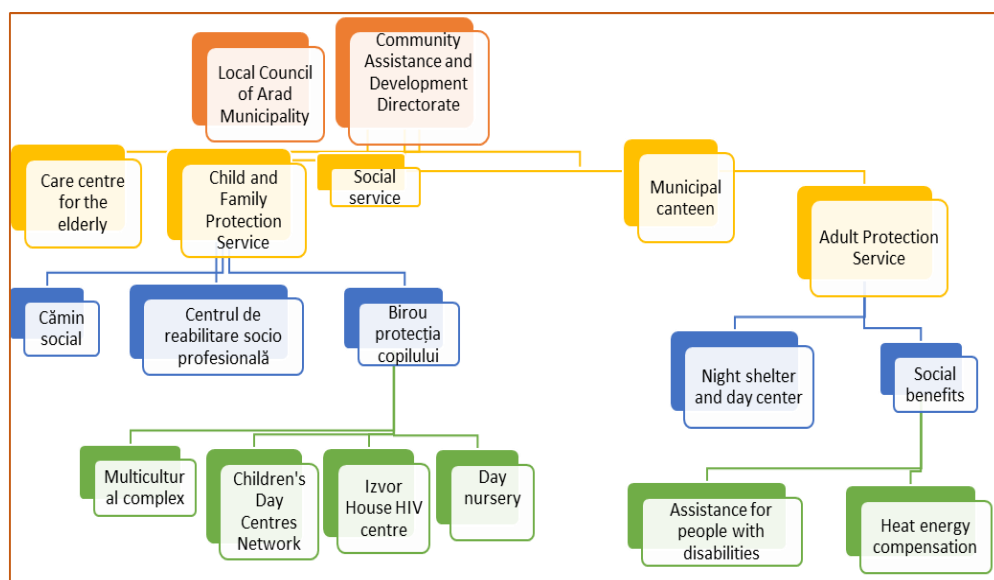 Local Council
of Arad
Municipality
Community
Assistance and
Development
Directorate
Care centre
for the
elderly
Child and
Family
Protection
Service
Social
service
Municipal
canteen
Adult Protection
Service
Cămin
social
Centrul de
reabilitare socio
profesională
Birou
protecția
copilului
Night shelter
and day center
Social
benefits
Multicultur
al complex
Children's
Day
Centres
Network
Izvor
House HIV
centre
Day
nursery
Assistance for
people with
disabilities
Heat energy
compensation